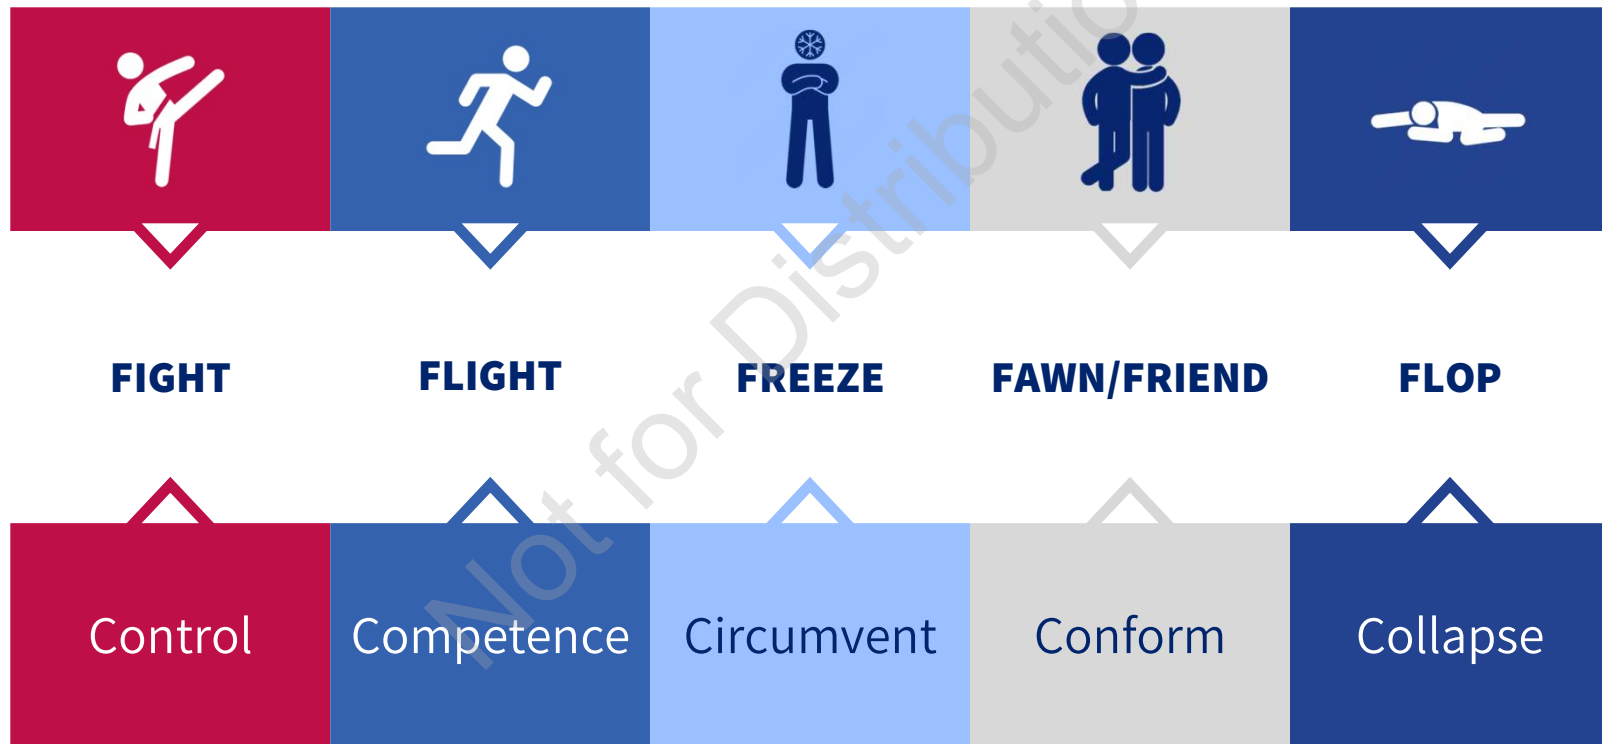 FIGHT
FLIGHT
FREEZE
FAWN/FRIEND
FLOP
Control
Competence
Circumvent
Conform
Collapse
Not for Distributio